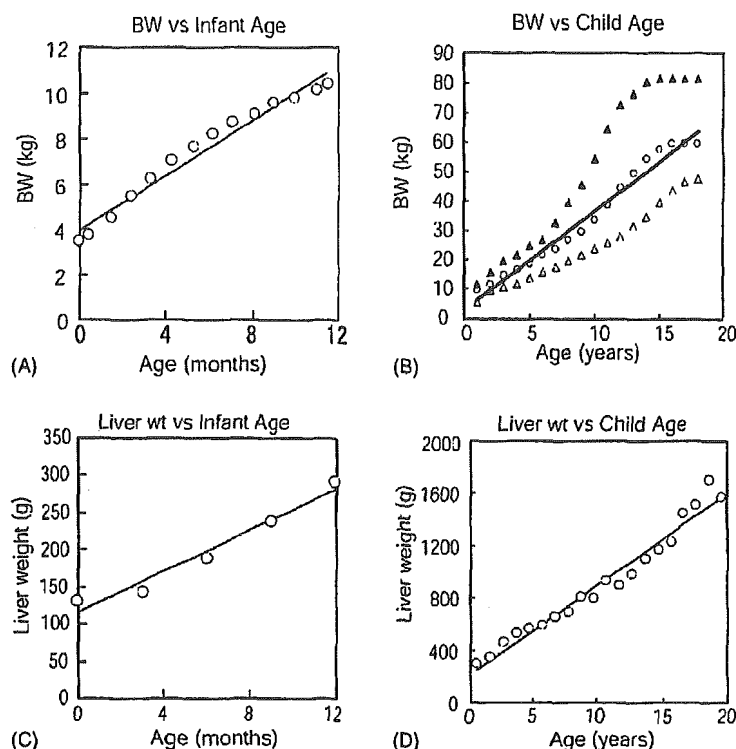 BW vs Infant Age
12
10
8
6
4
2
0
BW (kg)
0 4 8 12
Age (months)
(A)
BW vs Child Age
90
80
70
60
50
40
30
20
10
0
BW (kg)
0 5 10 15 20
Age (years)
(B)
Liver wt vs Infant Age
350
300
250
200
150
100
50
0
Liver weight (g)
0 4 8 12
Age (months)
(C)
Liver wt vs Child Age
2000
1600
1200
800
400
0
Liver weight (g)
0 5 10 15 20
Age (years)
(D)